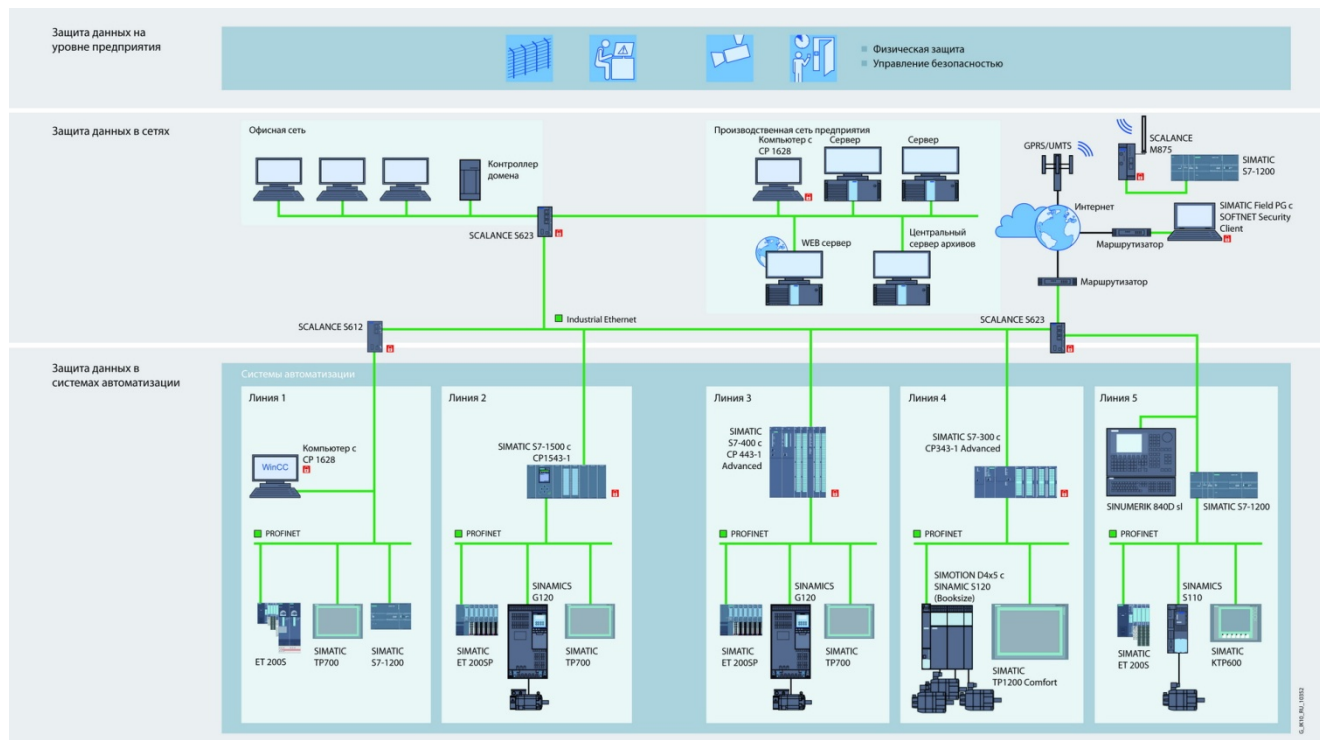 Защита данных на
уровне предприятия
Физическая защита
Управление безопасностью
Защита данных в сетях
Офисная сеть
Контроллер
домена
SCALANCE S623
Производственная сеть предприятия
Компьютер с
CP 1628
Сервер
Сервер
WEB сервер
Центральный
сервер архивов
GPRS/UMTS
SCALANCE
M875
SIMATIC
S7-1200
Интернет
SIMATIC Field PG с
SOFTNET Security
Client
Маршрутизатор
Маршрутизатор
SCALANCE S612
Industrial Ethernet
SCALANCE S623
Защита данных в
системах автоматизации
Системы автоматизации
Линия 1
Компьютер с
CP 1628
WinCC
PROFINET
ET 200S
SIMATIC
TP700
SIMATIC
S7-1200
Линия 2
SIMATIC S7-1500 с
CP1543-1
PROFINET
SINAMICS
G120
SIMATIC
ET 200SP
SIMATIC
TP700
Линия 3
SIMATIC
S7-400 с
CP 443-1
Advanced
PROFINET
SINAMICS
G120
SIMATIC
ET 200SP
SIMATIC
TP700
Линия 4
SIMATIC S7-300 с
CP343-1 Advanced
PROFINET
SIMOTION D4x5 с
SINAMIC S120
(Booksize)
SIMATIC
TP1200 Comfort
Линия 5
SINUMERIK 840D sl
SIMATIC S7-1200
PROFINET
SINAMICS
S110
SIMATIC
ET 200S
SIMATIC
KTP600
G_IK10_RU_10352